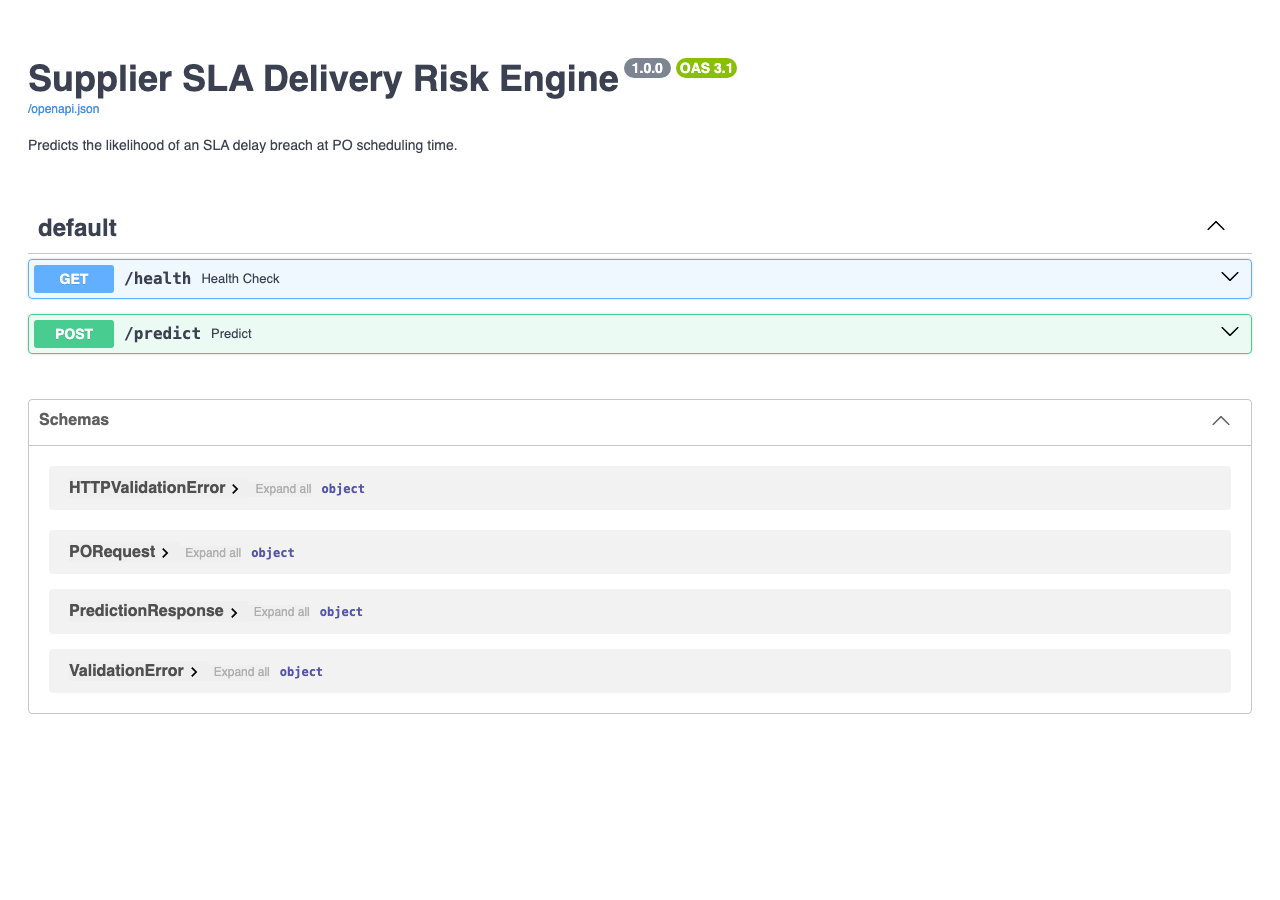 Supplier SLA Delivery Risk Engine 1.0.0 OAS 3.1
/openapi.json
Predicts the likelihood of an SLA delay breach at PO scheduling time.
default
GET /health Health Check
POST /predict Predict
Schemas
HTTPValidationError Expand all object
PORequest Expand all object
PredictionResponse Expand all object
ValidationError Expand all object